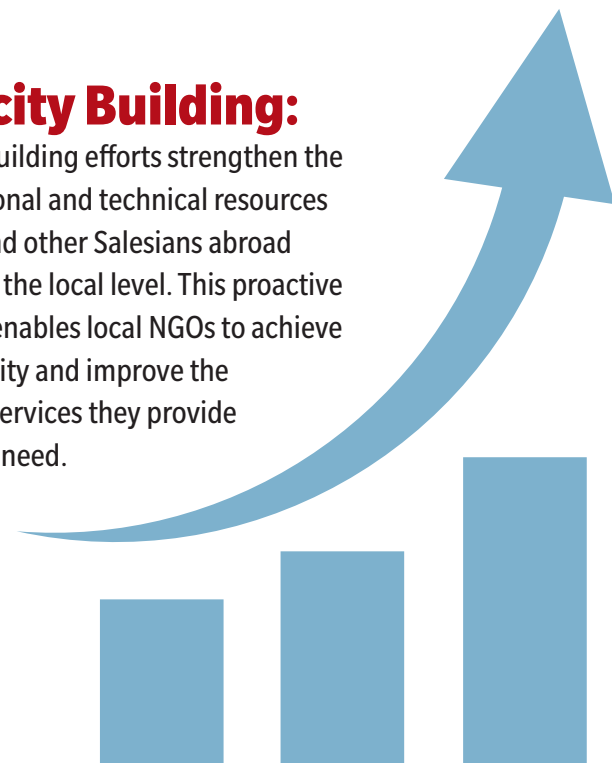 city Building:
uilding efforts strengthen the
onal and technical resources
nd other Salesians abroad
the local level. This proactive
enables local NGOs to achieve
ity and improve the
ervices they provide
need.